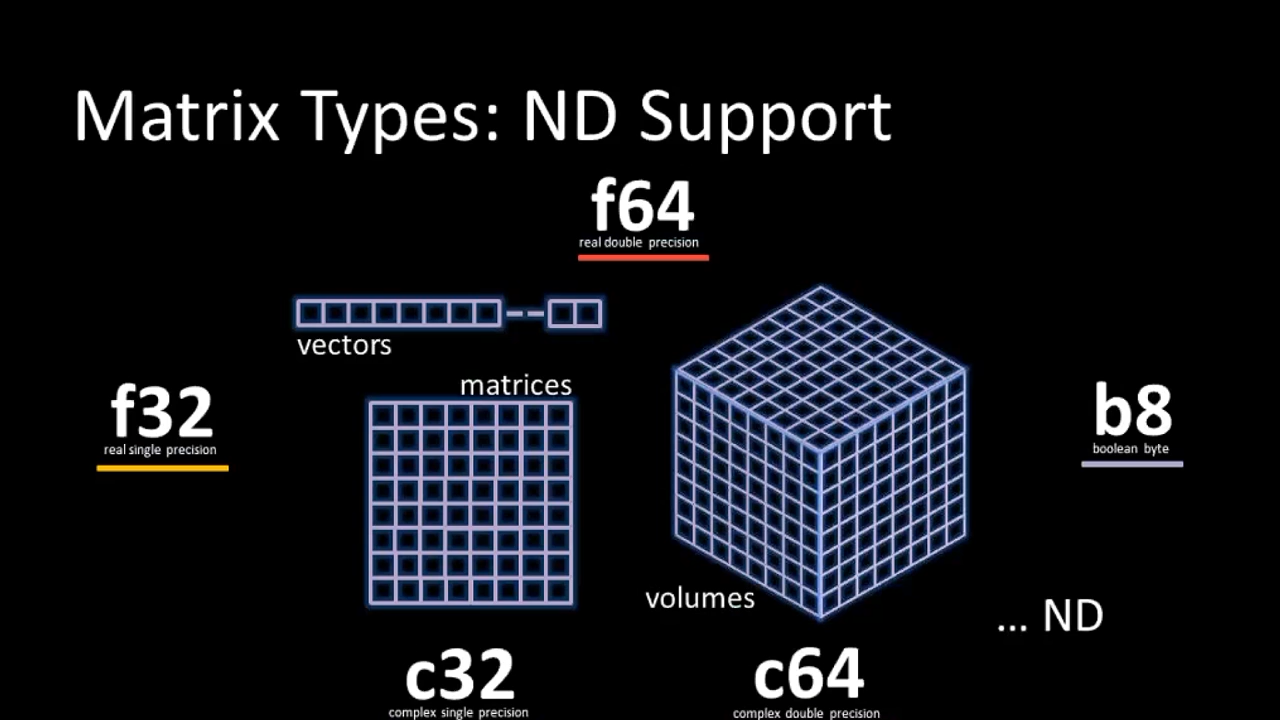 Matrix Types: ND Support
f64
real double precision
vectors
matrices
f32
real single precision
b8
boolean byte
volumes
... ND
c32
complex single precision
c64
complex double precision